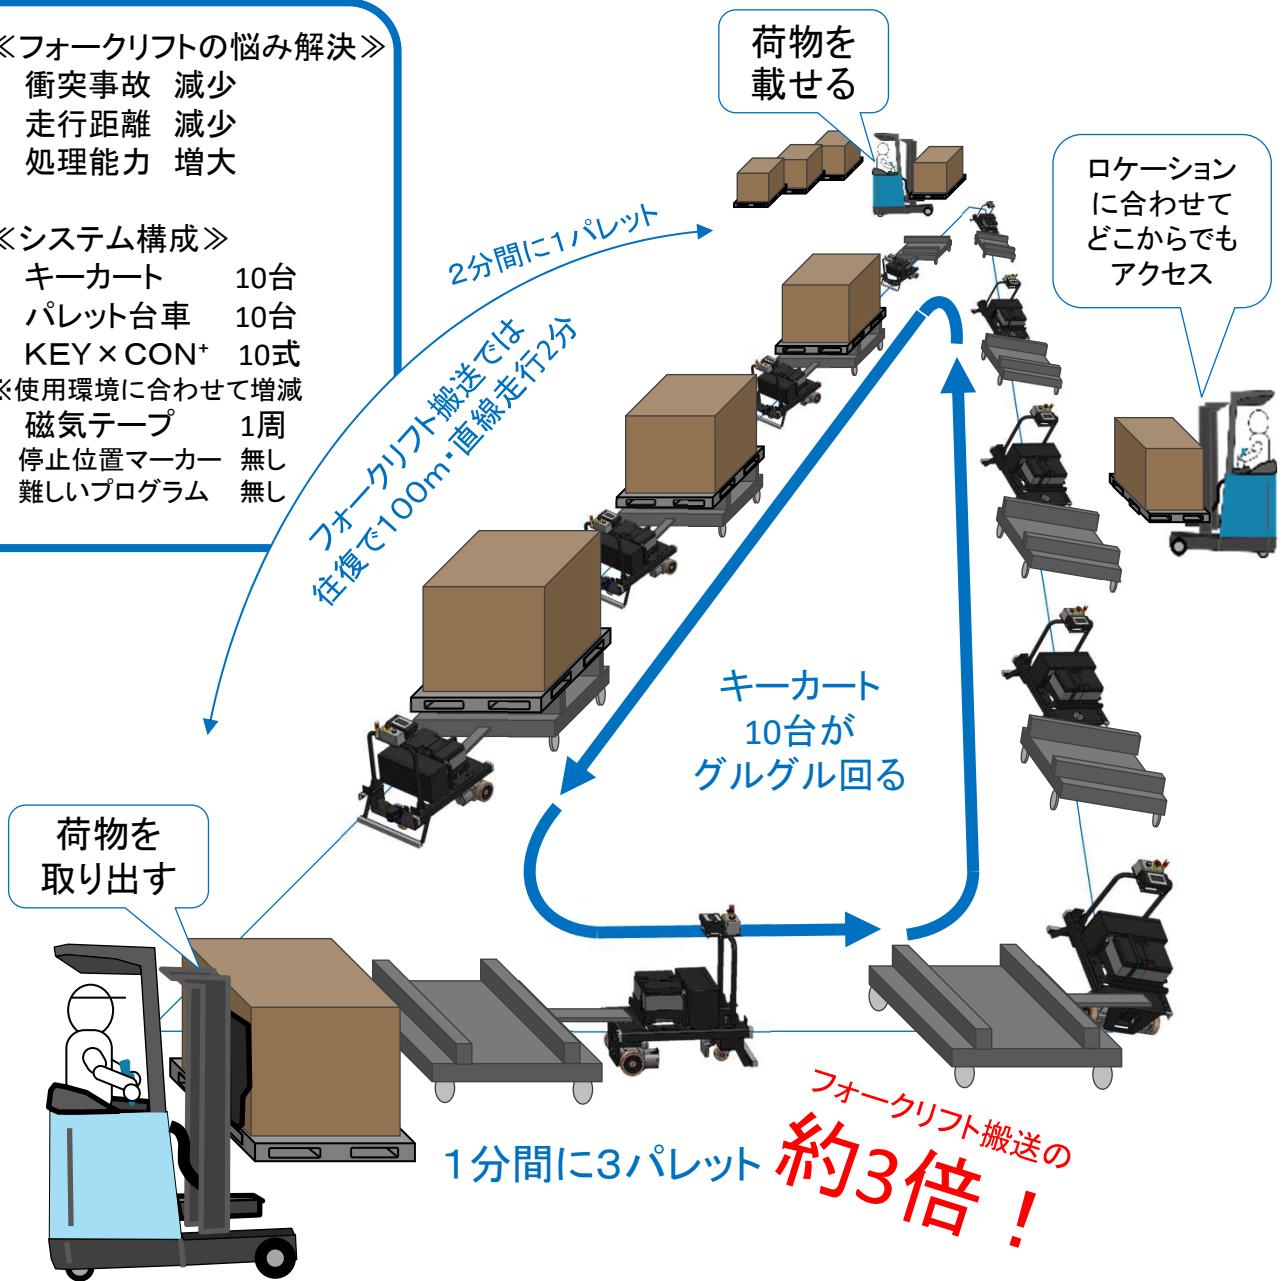 ≪フォークリフトの悩み解決≫
衝突事故 減少
走行距離 減少
処理能力 増大
≪システム構成≫
キーカート 10台
パレット台車 10台
KEY×CON⁺ 10式
※使用環境に合わせて増減
磁気テープ 1周
停止位置マーカー 無し
難しいプログラム 無し
荷物を
載せる
ロケーション
に合わせて
どこからでも
アクセス
2分間に1パレット
フォークリフト搬送では
往復で100m・直線走行2分
キーカート
10台が
グルグル回る
荷物を
取り出す
1分間に3パレット
フォークリフト搬送の
約3倍!